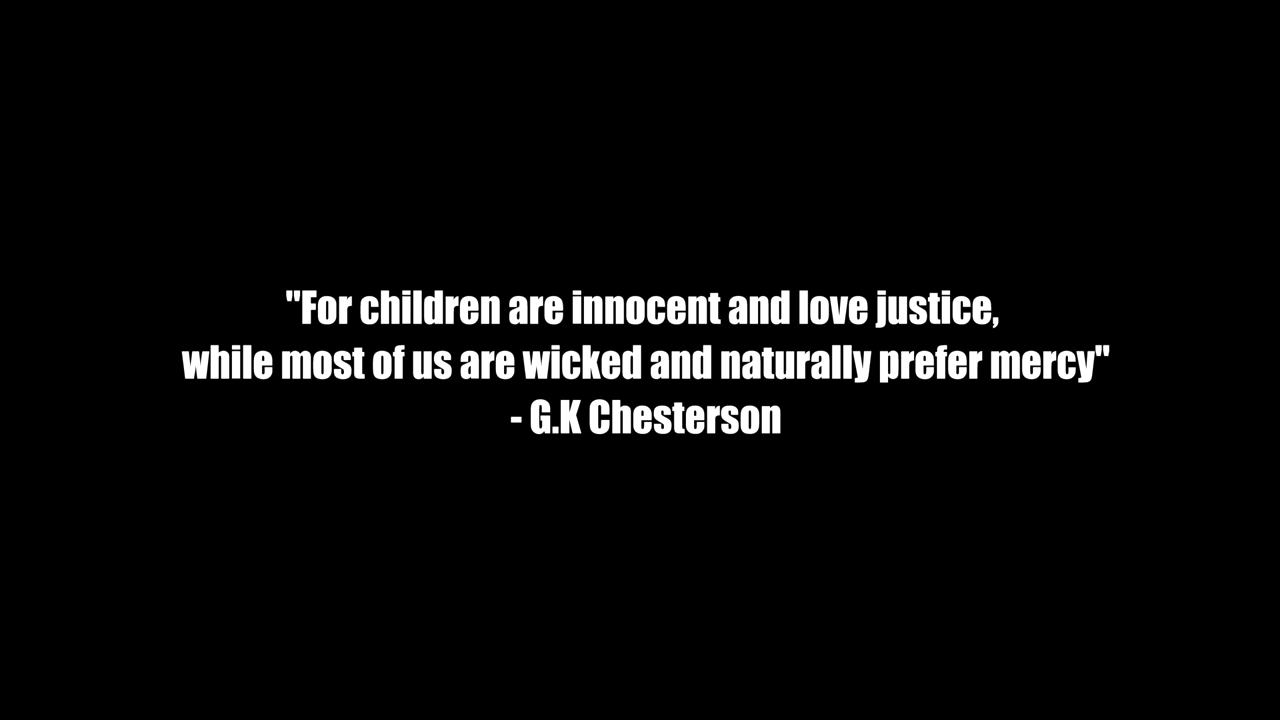 "For children are innocent and love justice,
while most of us are wicked and naturally prefer mercy"
- G.K Chesterson